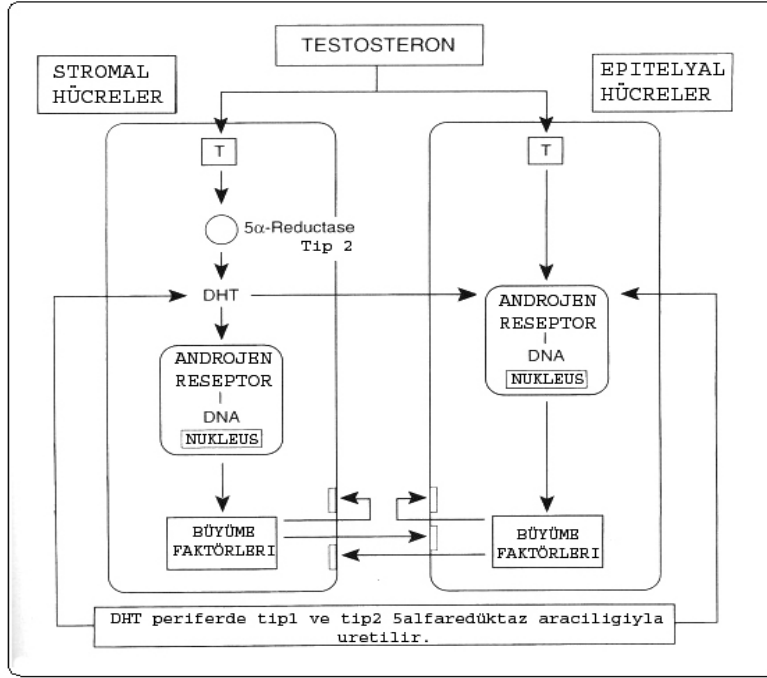 TESTOSTERON
STROMAL
HÜCRELER
EPITELYAL
HÜCRELER
T
T
5α-Reductase
Tip 2
DHT
ANDROJEN
RESEPTOR
DNA
NUKLEUS
ANDROJEN
RESEPTOR
DNA
NUKLEUS
BÜYÜME
FAKTÖRLERI
BÜYÜME
FAKTÖRLERI
DHT periferde tip1 ve tip2 5alfaredüktaz araciligiyla
uretilir.